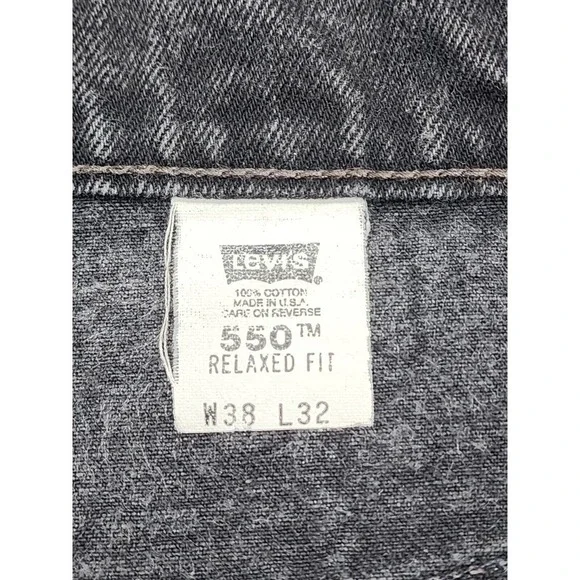 Levi's
100% COTTON
MADE IN U.S.A.
CARE ON REVERSE
550™
RELAXED FIT
W38 L32